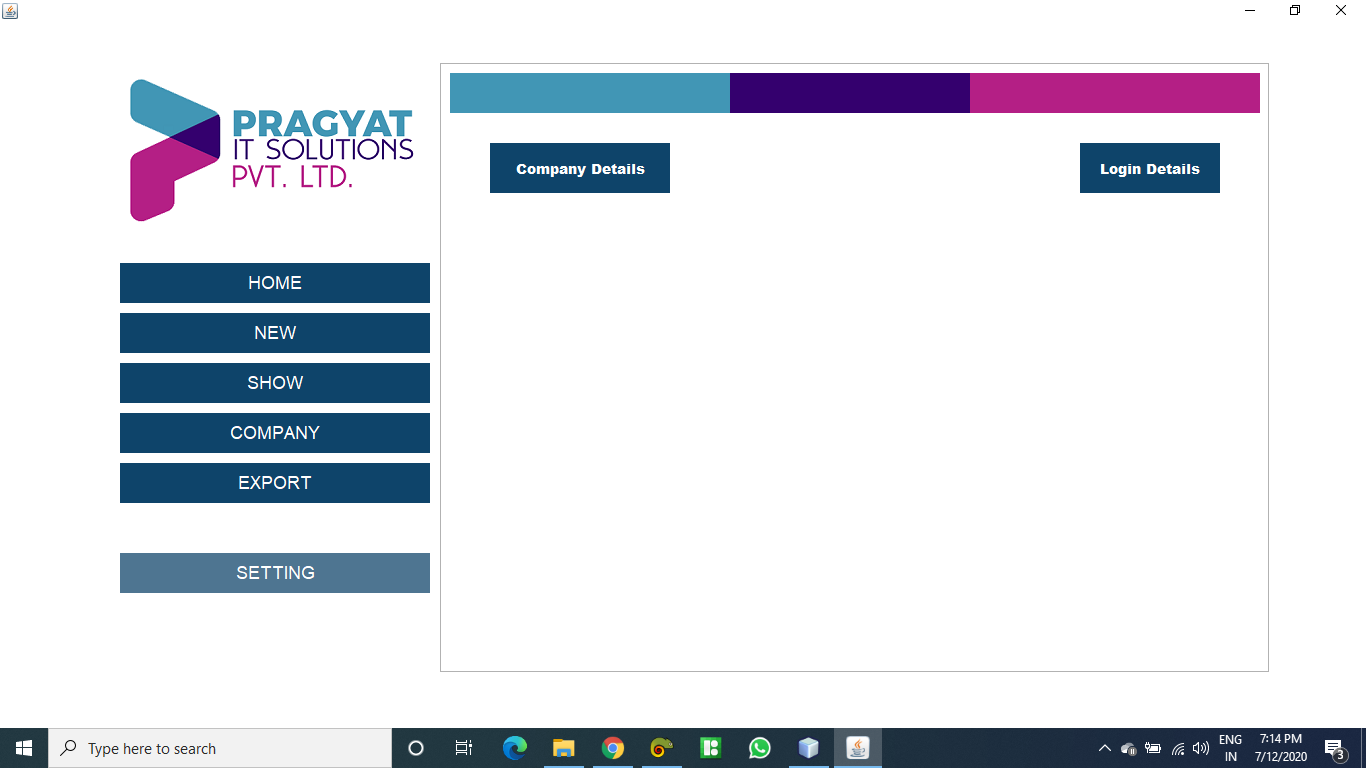 PRAGYAT
IT SOLUTIONS
PVT. LTD.
Company Details
Login Details
HOME
NEW
SHOW
COMPANY
EXPORT
SETTING
Type here to search
ENG
IN
7:14 PM
7/12/2020
3